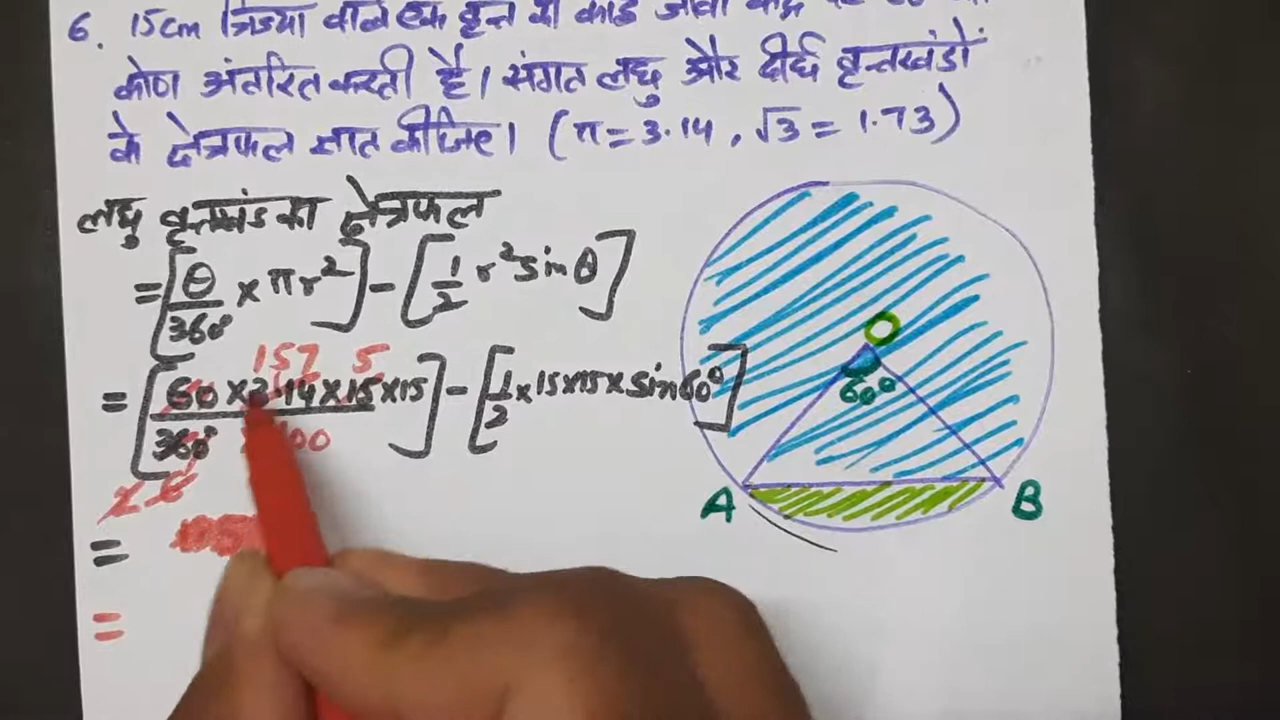 6. 15cm त्रिज्या वाले एक वृत्त की कोई जीवा केंद्र पर
कोण अंतरित करती है। संगत लघु और दीर्घ वृत्तखंडों
के क्षेत्रफल ज्ञात कीजिए। (π=3.14, √3 = 1.73)
लघु वृत्तखंड का क्षेत्रफल
= [θ/360° × πr²] - [1/2 r² sin θ]
157 5
= [60 × 3.14 × 15 × 15/360°] - [1/2 × 15×15× sin 60°]
2 6
=
=
O
60°
A B